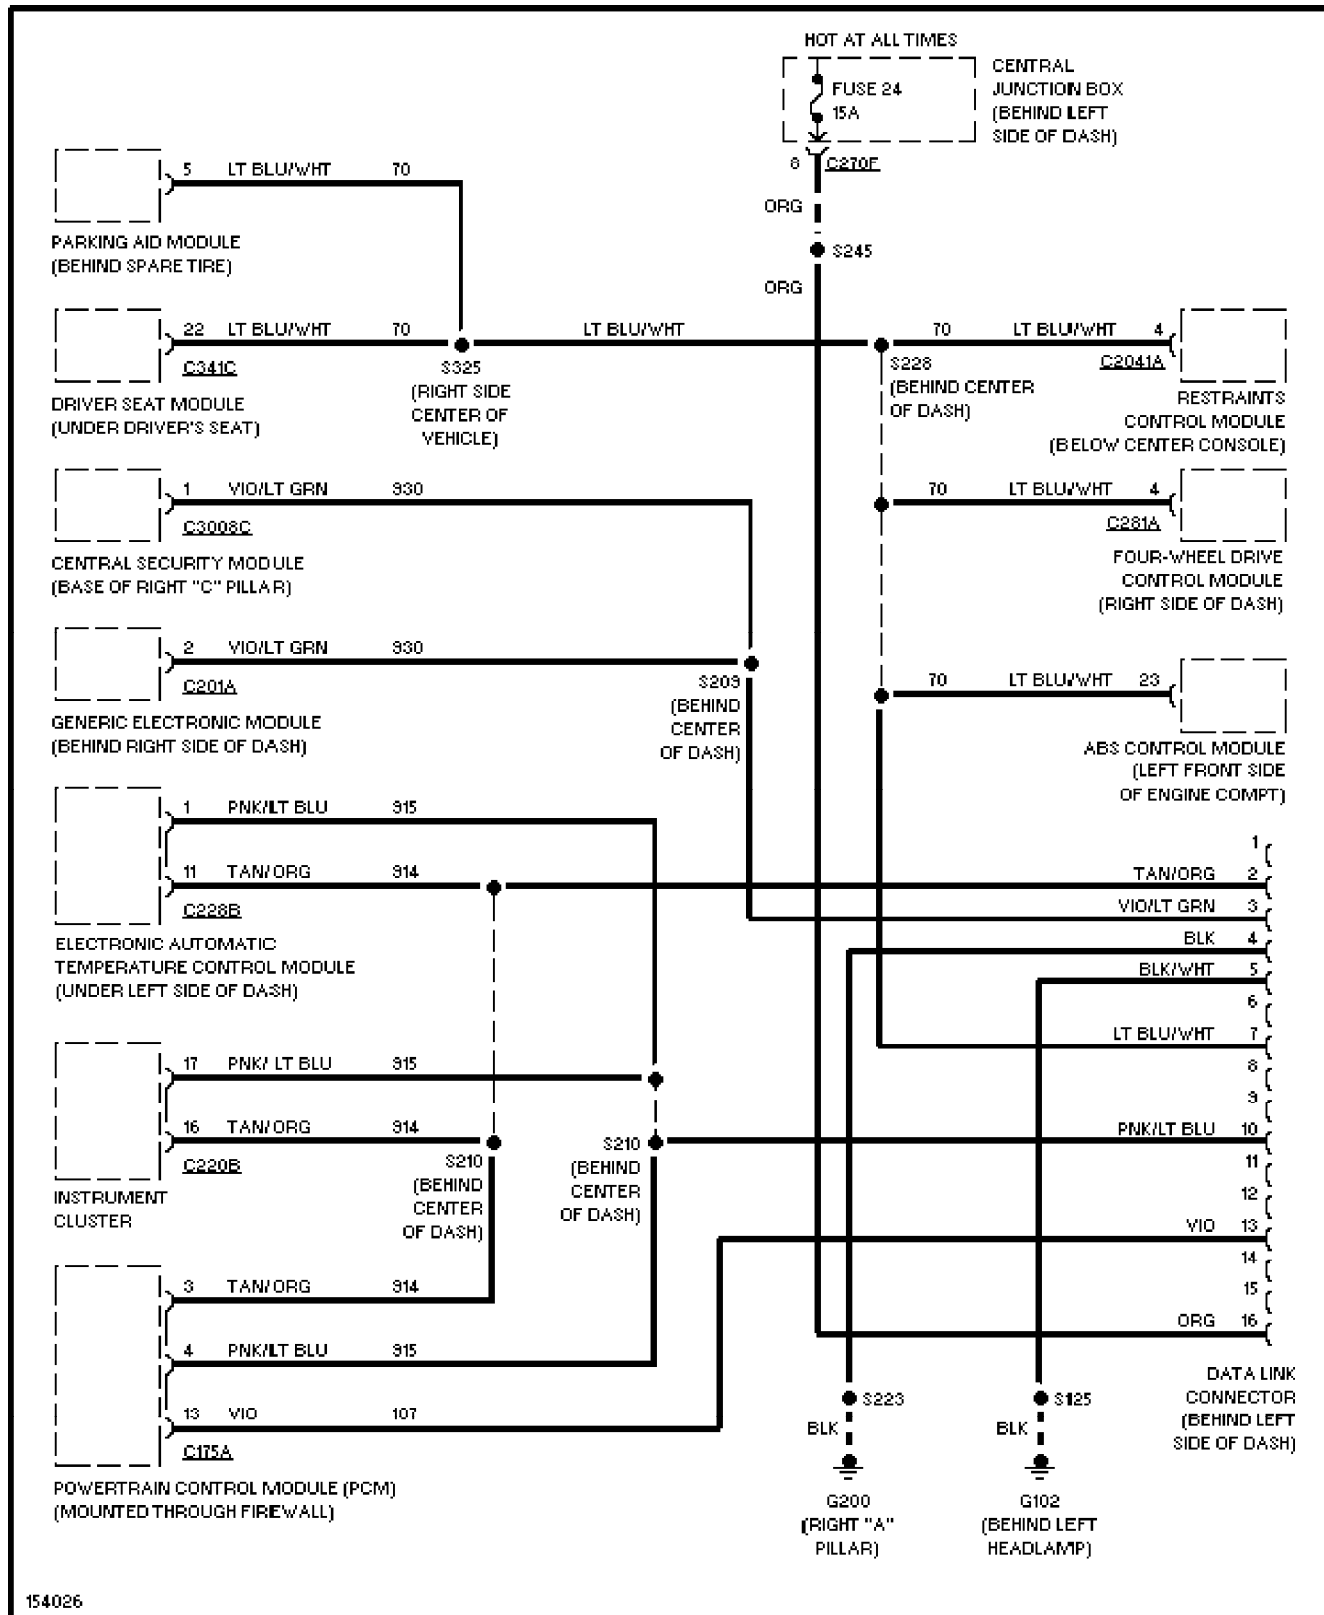 HOT AT ALL TIMES
FUSE 24
15A
CENTRAL
JUNCTION BOX
(BEHIND LEFT
SIDE OF DASH)
8 C270F
ORG
S245
ORG
5 LT BLU/WHT 70
PARKING AID MODULE
(BEHIND SPARE TIRE)
22 LT BLU/WHT 70
C341C
DRIVER SEAT MODULE
(UNDER DRIVER'S SEAT)
S325
(RIGHT SIDE
CENTER OF
VEHICLE)
LT BLU/WHT
S228
(BEHIND CENTER
OF DASH)
70 LT BLU/WHT 4
C2041A
RESTRAINTS
CONTROL MODULE
(BELOW CENTER CONSOLE)
1 VIO/LT GRN 930
C3008C
CENTRAL SECURITY MODULE
(BASE OF RIGHT "C" PILLAR)
70 LT BLU/WHT 4
C281A
FOUR-WHEEL DRIVE
CONTROL MODULE
(RIGHT SIDE OF DASH)
2 VIO/LT GRN 930
C201A
GENERIC ELECTRONIC MODULE
(BEHIND RIGHT SIDE OF DASH)
S209
(BEHIND
CENTER
OF DASH)
70 LT BLU/WHT 23
ABS CONTROL MODULE
(LEFT FRONT SIDE
OF ENGINE COMPT)
1 PNK/LT BLU 915
11 TAN/ORG 914
C228B
ELECTRONIC AUTOMATIC
TEMPERATURE CONTROL MODULE
(UNDER LEFT SIDE OF DASH)
17 PNK/ LT BLU 915
16 TAN/ORG 914
C220B
INSTRUMENT
CLUSTER
S210
(BEHIND
CENTER
OF DASH)
S210
(BEHIND
CENTER
OF DASH)
3 TAN/ORG 914
4 PNK/LT BLU 915
13 VIO 107
C175A
POWERTRAIN CONTROL MODULE (PCM)
(MOUNTED THROUGH FIREWALL)
1
TAN/ORG 2
VIO/LT GRN 3
BLK 4
BLK/WHT 5
6
LT BLU/WHT 7
8
9
PNK/LT BLU 10
11
12
VIO 13
14
15
ORG 16
DATA LINK
CONNECTOR
(BEHIND LEFT
SIDE OF DASH)
S223
BLK
G200
(RIGHT "A"
PILLAR)
S125
BLK
G102
(BEHIND LEFT
HEADLAMP)
154026